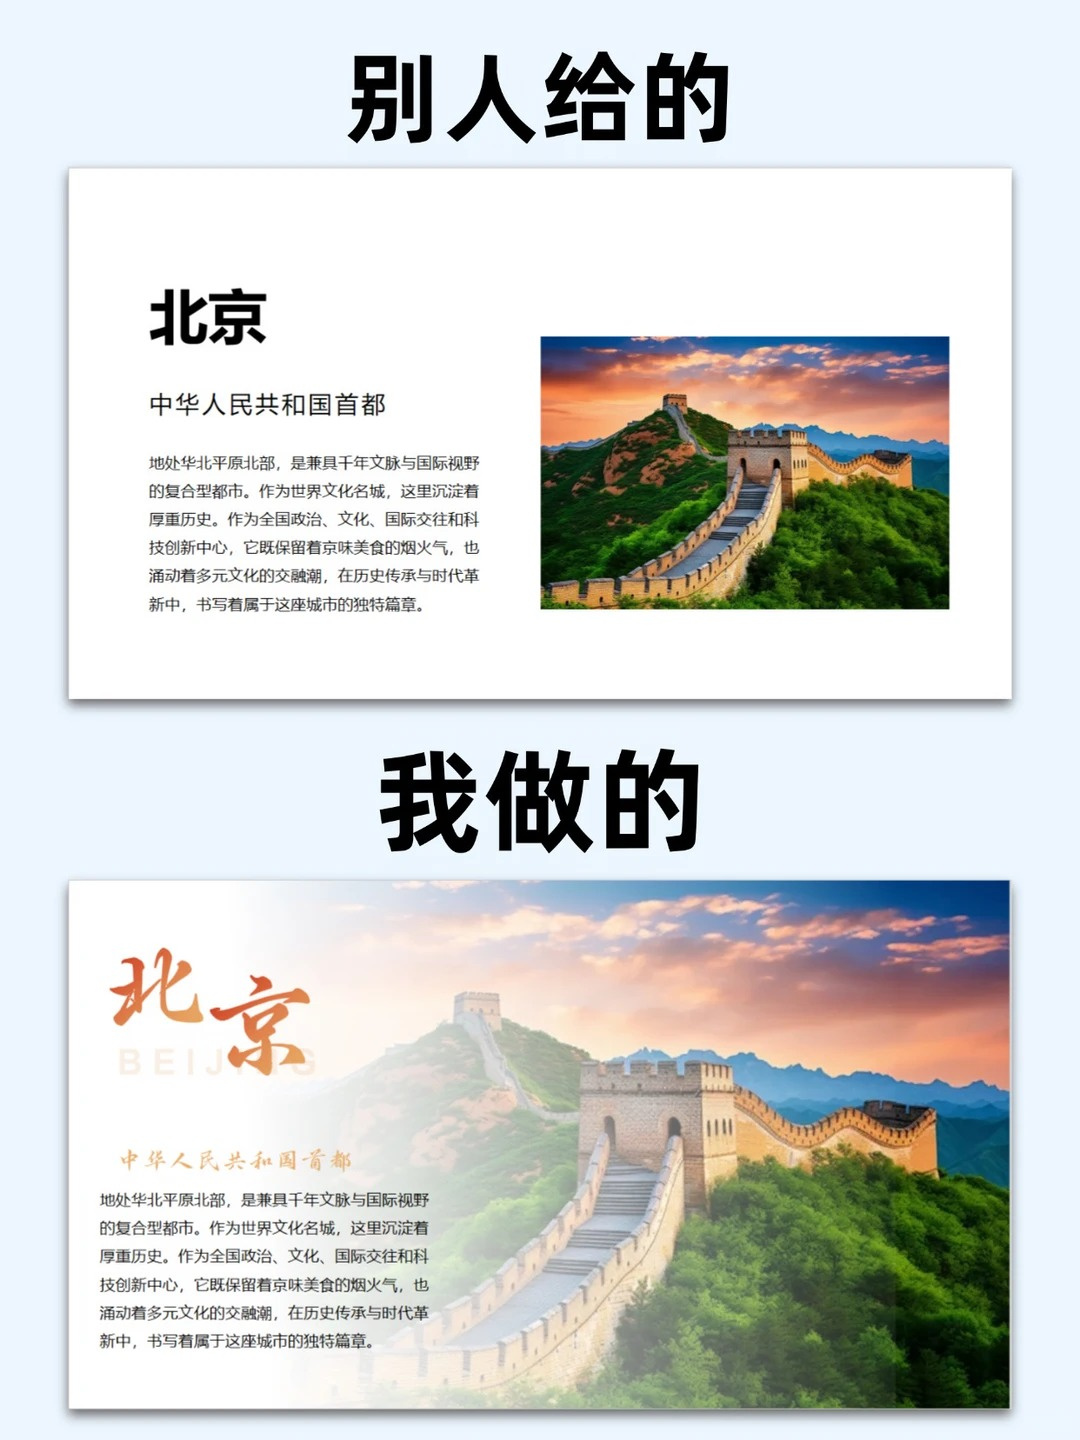 别人给的
北京
中华人民共和国首都
地处华北平原北部，是兼具千年文脉与国际视野
的复合型都市。作为世界文化名城，这里沉淀着
厚重历史。作为全国政治、文化、国际交往和科
技创新中心，它既保留着京味美食的烟火气，也
涌动着多元文化的交融潮，在历史传承与时代革
新中，书写着属于这座城市的独特篇章。
我做的
北京
BEIJING
中华人民共和国首都
地处华北平原北部，是兼具千年文脉与国际视野
的复合型都市。作为世界文化名城，这里沉淀着
厚重历史。作为全国政治、文化、国际交往和科
技创新中心，它既保留着京味美食的烟火气，也
涌动着多元文化的交融潮，在历史传承与时代革
新中，书写着属于这座城市的独特篇章。